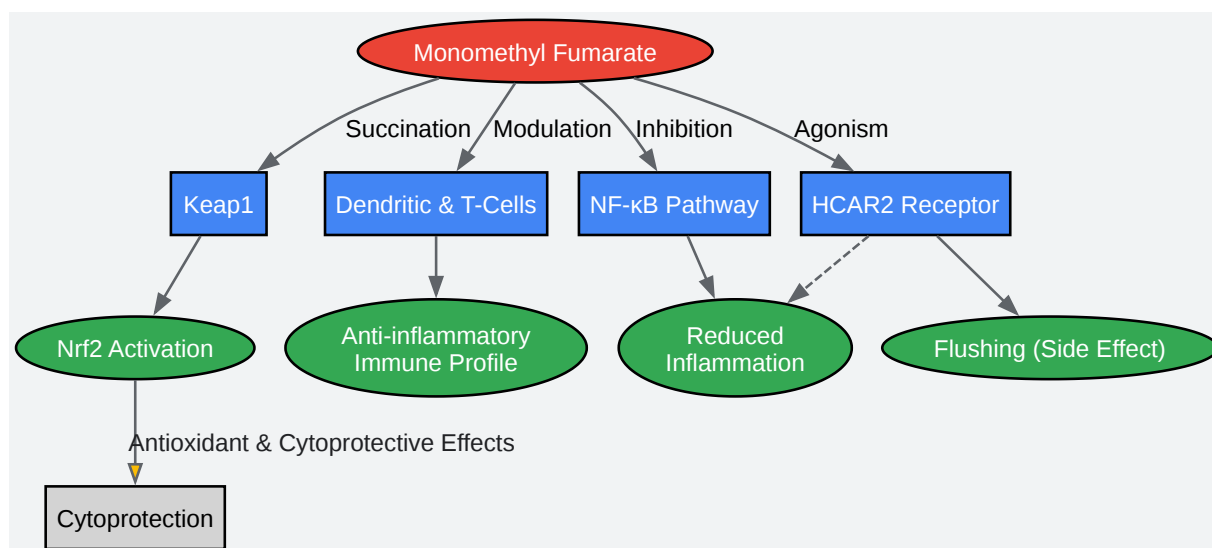 Monomethyl Fumarate
Succination
Modulation
Inhibition
Agonism
Keap1
Dendritic & T-Cells
NF-κB Pathway
HCAR2 Receptor
Nrf2 Activation
Anti-inflammatory
Immune Profile
Reduced
Inflammation
Flushing (Side Effect)
Antioxidant & Cytoprotective Effects
Cytoprotection